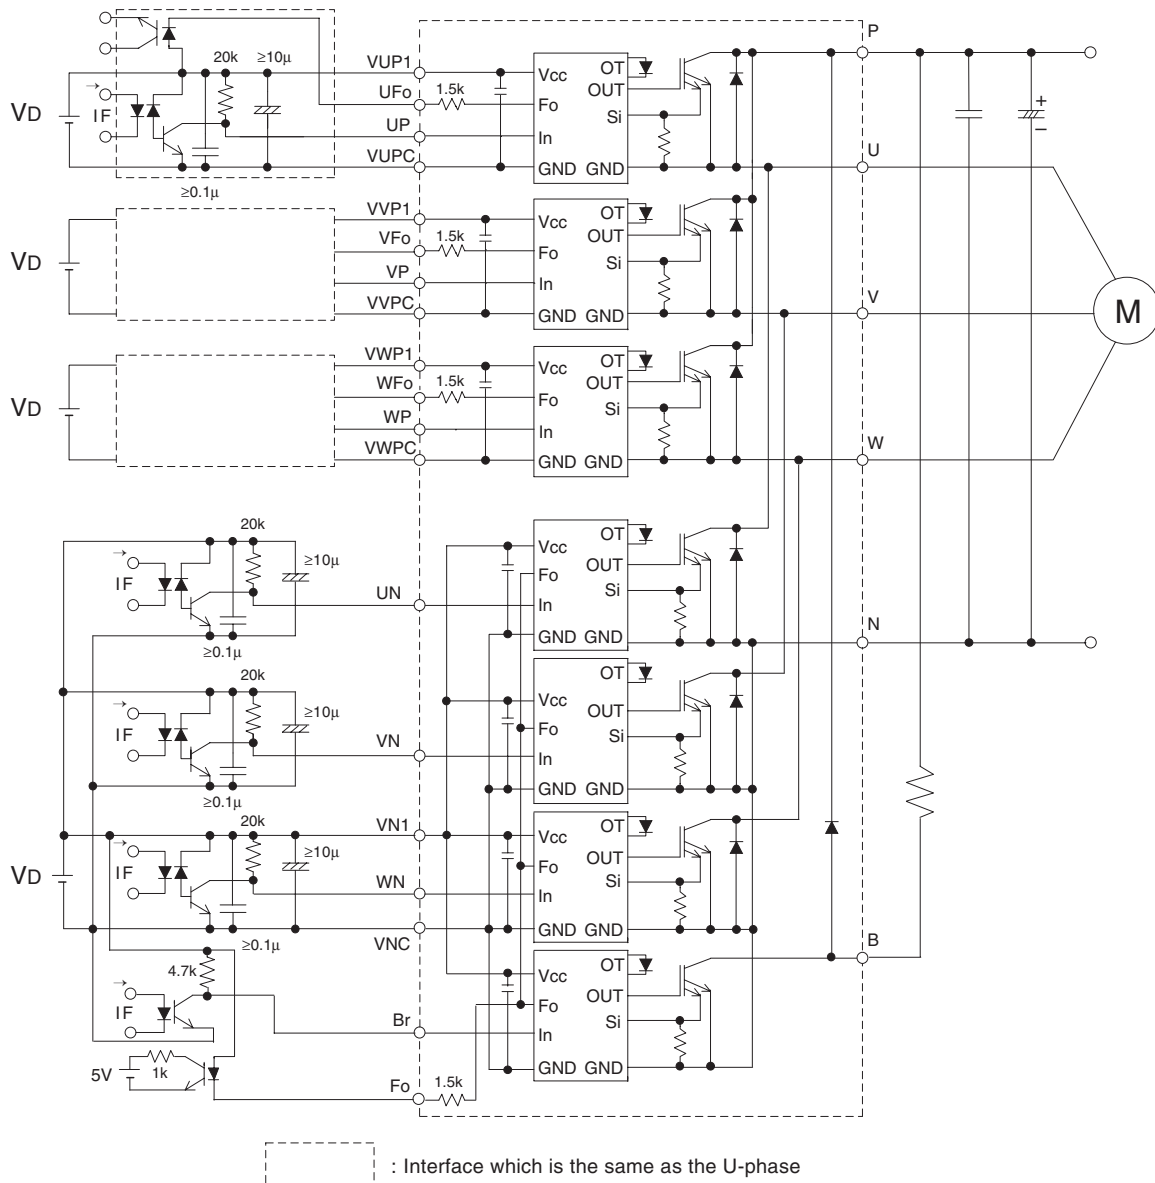 P
20k
≥10μ
VUP1
UFo
1.5k
UP
VUPC
≥0.1μ
VD
IF
Vcc
Fo
In
GND
GND
OT
OUT
Si
U
VVP1
VFo
1.5k
VP
VVPC
VD
Vcc
Fo
In
GND
GND
OT
OUT
Si
V
M
VWP1
WFo
1.5k
WP
VWPC
VD
Vcc
Fo
In
GND
GND
OT
OUT
Si
W
20k
≥10μ
IF
≥0.1μ
UN
Vcc
Fo
In
GND
GND
OT
OUT
Si
N
20k
≥10μ
IF
≥0.1μ
VN
Vcc
Fo
In
GND
GND
OT
OUT
Si
20k
≥10μ
VN1
VD
IF
WN
≥0.1μ
VNC
Vcc
Fo
In
GND
GND
OT
OUT
Si
B
4.7k
IF
Br
5V
1k
Fo
1.5k
Vcc
Fo
In
GND
GND
OT
OUT
Si
+
−
: Interface which is the same as the U-phase